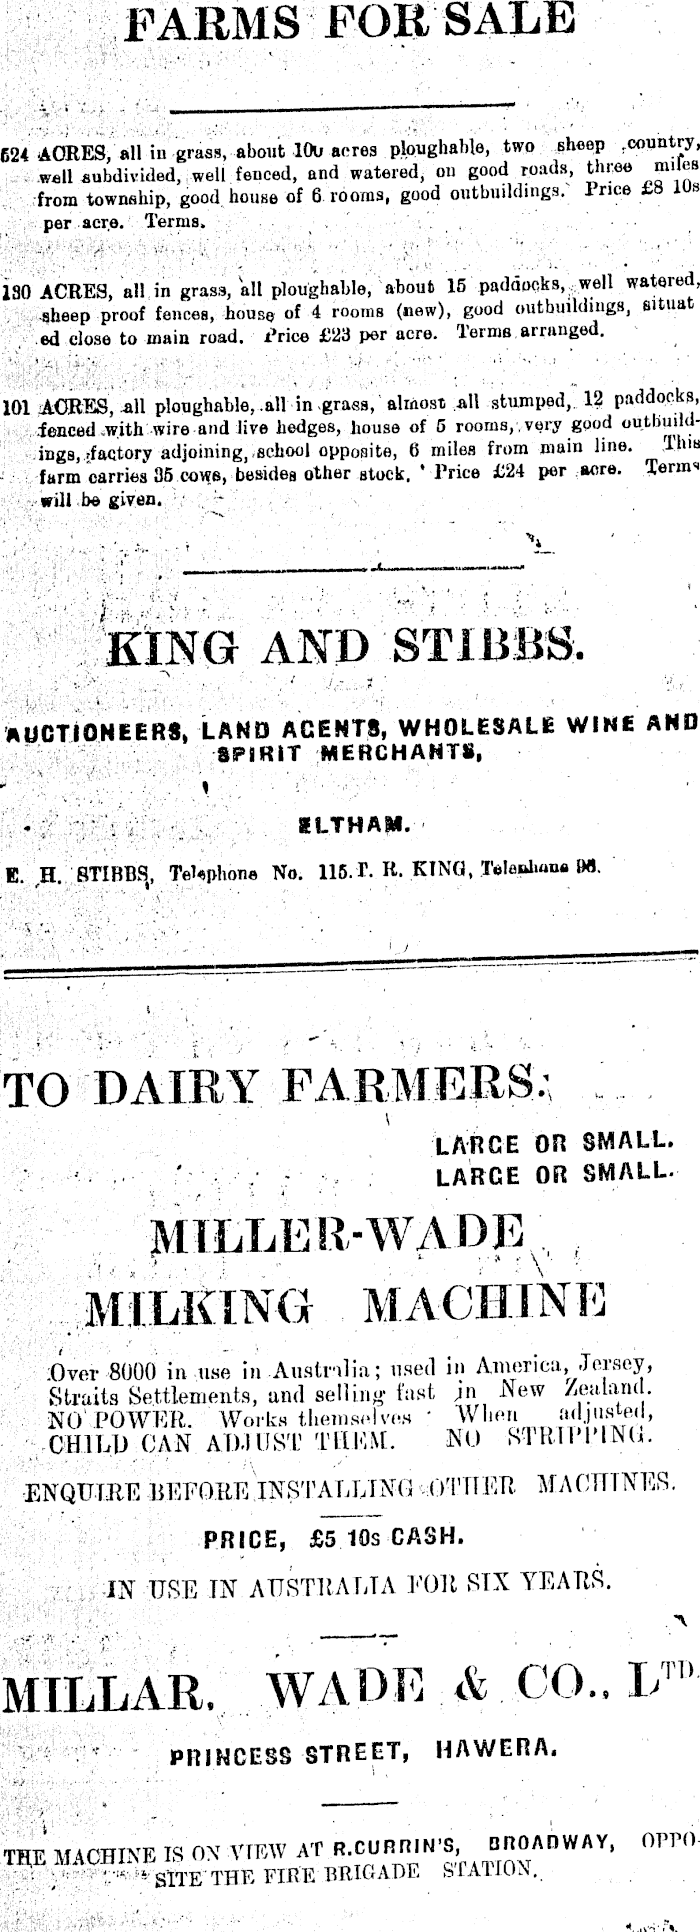 FARMS FOR SALE
524 ACRES, all in grass, about 100 acres ploughable, two sheep country,
well subdivided, well fenced, and watered, on good roads, three miles
from township, good house of 6 rooms, good outbuildings. Price £8 10s
per acre. Terms.
130 ACRES, all in grass, all ploughable, about 15 paddocks, well watered,
sheep proof fences, house of 4 rooms (new), good outbuildings, situat
ed close to main road. Price £23 per acre. Terms arranged.
101 ACRES, all ploughable, all in grass, almost all stumped, 12 paddocks,
fenced with wire and live hedges, house of 5 rooms, very good outbuild-
ings, factory adjoining, school opposite, 6 miles from main line. This
farm carries 35 cows, besides other stock. Price £24 per acre. Terms
will be given.
KING AND STIBBS.
AUCTIONEERS, LAND AGENTS, WHOLESALE WINE AND
SPIRIT MERCHANTS,
ELTHAM.
E. H. STIBBS, Telephone No. 115. R. KING, Telephone
TO DAIRY FARMERS.
LARGE OR SMALL.
LARGE OR SMALL.
MILLER-WADE
MILKING MACHINE
Over 8000 in use in Australia; used in America, Jersey,
Straits Settlements, and selling fast in New Zealand.
NO POWER. Works themselves When adjusted,
CHILD CAN ADJUST THEM. NO STRIPPING.
ENQUIRE BEFORE INSTALLING OTHER MACHINES.
PRICE, £5 10s CASH.
IN USE IN AUSTRALIA FOR SIX YEARS.
MILLAR, WADE & CO., LTD.
PRINCESS STREET, HAWERA.
THE MACHINE IS ON VIEW AT R.CURRIN'S, BROADWAY, OPPO-
SITE THE FIRE BRIGADE STATION.